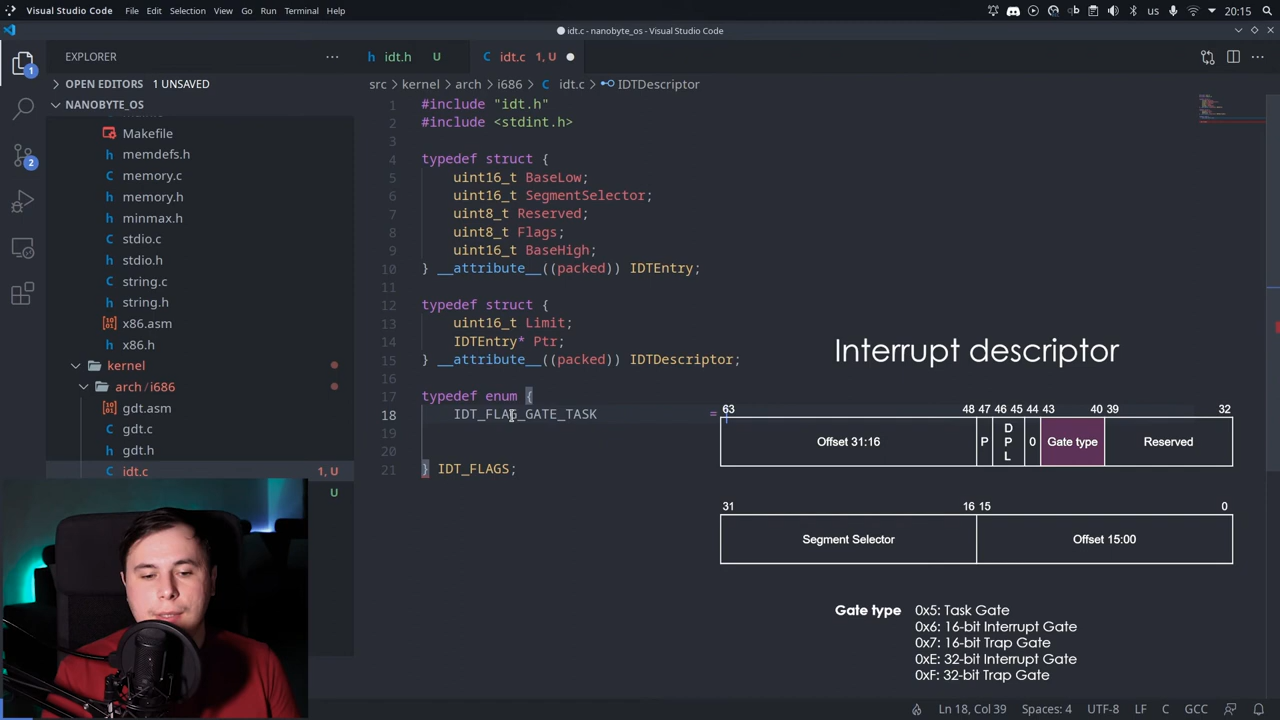 Visual Studio Code File Edit Selection View Go Run Terminal Help us 20:15
idt.c - nanobyte_os - Visual Studio Code
EXPLORER
idt.h U
idt.c 1, U
OPEN EDITORS 1 UNSAVED
src > kernel > arch > i686 > C idt.c > IDTDescriptor
NANOBYTE_OS
Makefile
memdefs.h
memory.c
memory.h
minmax.h
stdio.c
stdio.h
string.c
string.h
x86.asm
x86.h
kernel
arch / i686
gdt.asm
gdt.c
gdt.h
idt.c 1, U
U
1
2
1 #include "idt.h"
2 #include <stdint.h>
3
4 typedef struct {
5 uint16_t BaseLow;
6 uint16_t SegmentSelector;
7 uint8_t Reserved;
8 uint8_t Flags;
9 uint16_t BaseHigh;
10 } __attribute__((packed)) IDTEntry;
11
12 typedef struct {
13 uint16_t Limit;
14 IDTEntry* Ptr;
15 } __attribute__((packed)) IDTDescriptor;
16
17 typedef enum {
18 IDT_FLAG_GATE_TASK =
19
20
21 } IDT_FLAGS;
Interrupt descriptor
63 48 47 46 45 44 43 40 39 32
Offset 31:16 P DPL 0 Gate type Reserved
31 16 15 0
Segment Selector Offset 15:00
Gate type 0x5: Task Gate
0x6: 16-bit Interrupt Gate
0x7: 16-bit Trap Gate
0xE: 32-bit Interrupt Gate
0xF: 32-bit Trap Gate
Ln 18, Col 39 Spaces: 4 UTF-8 LF C GCC